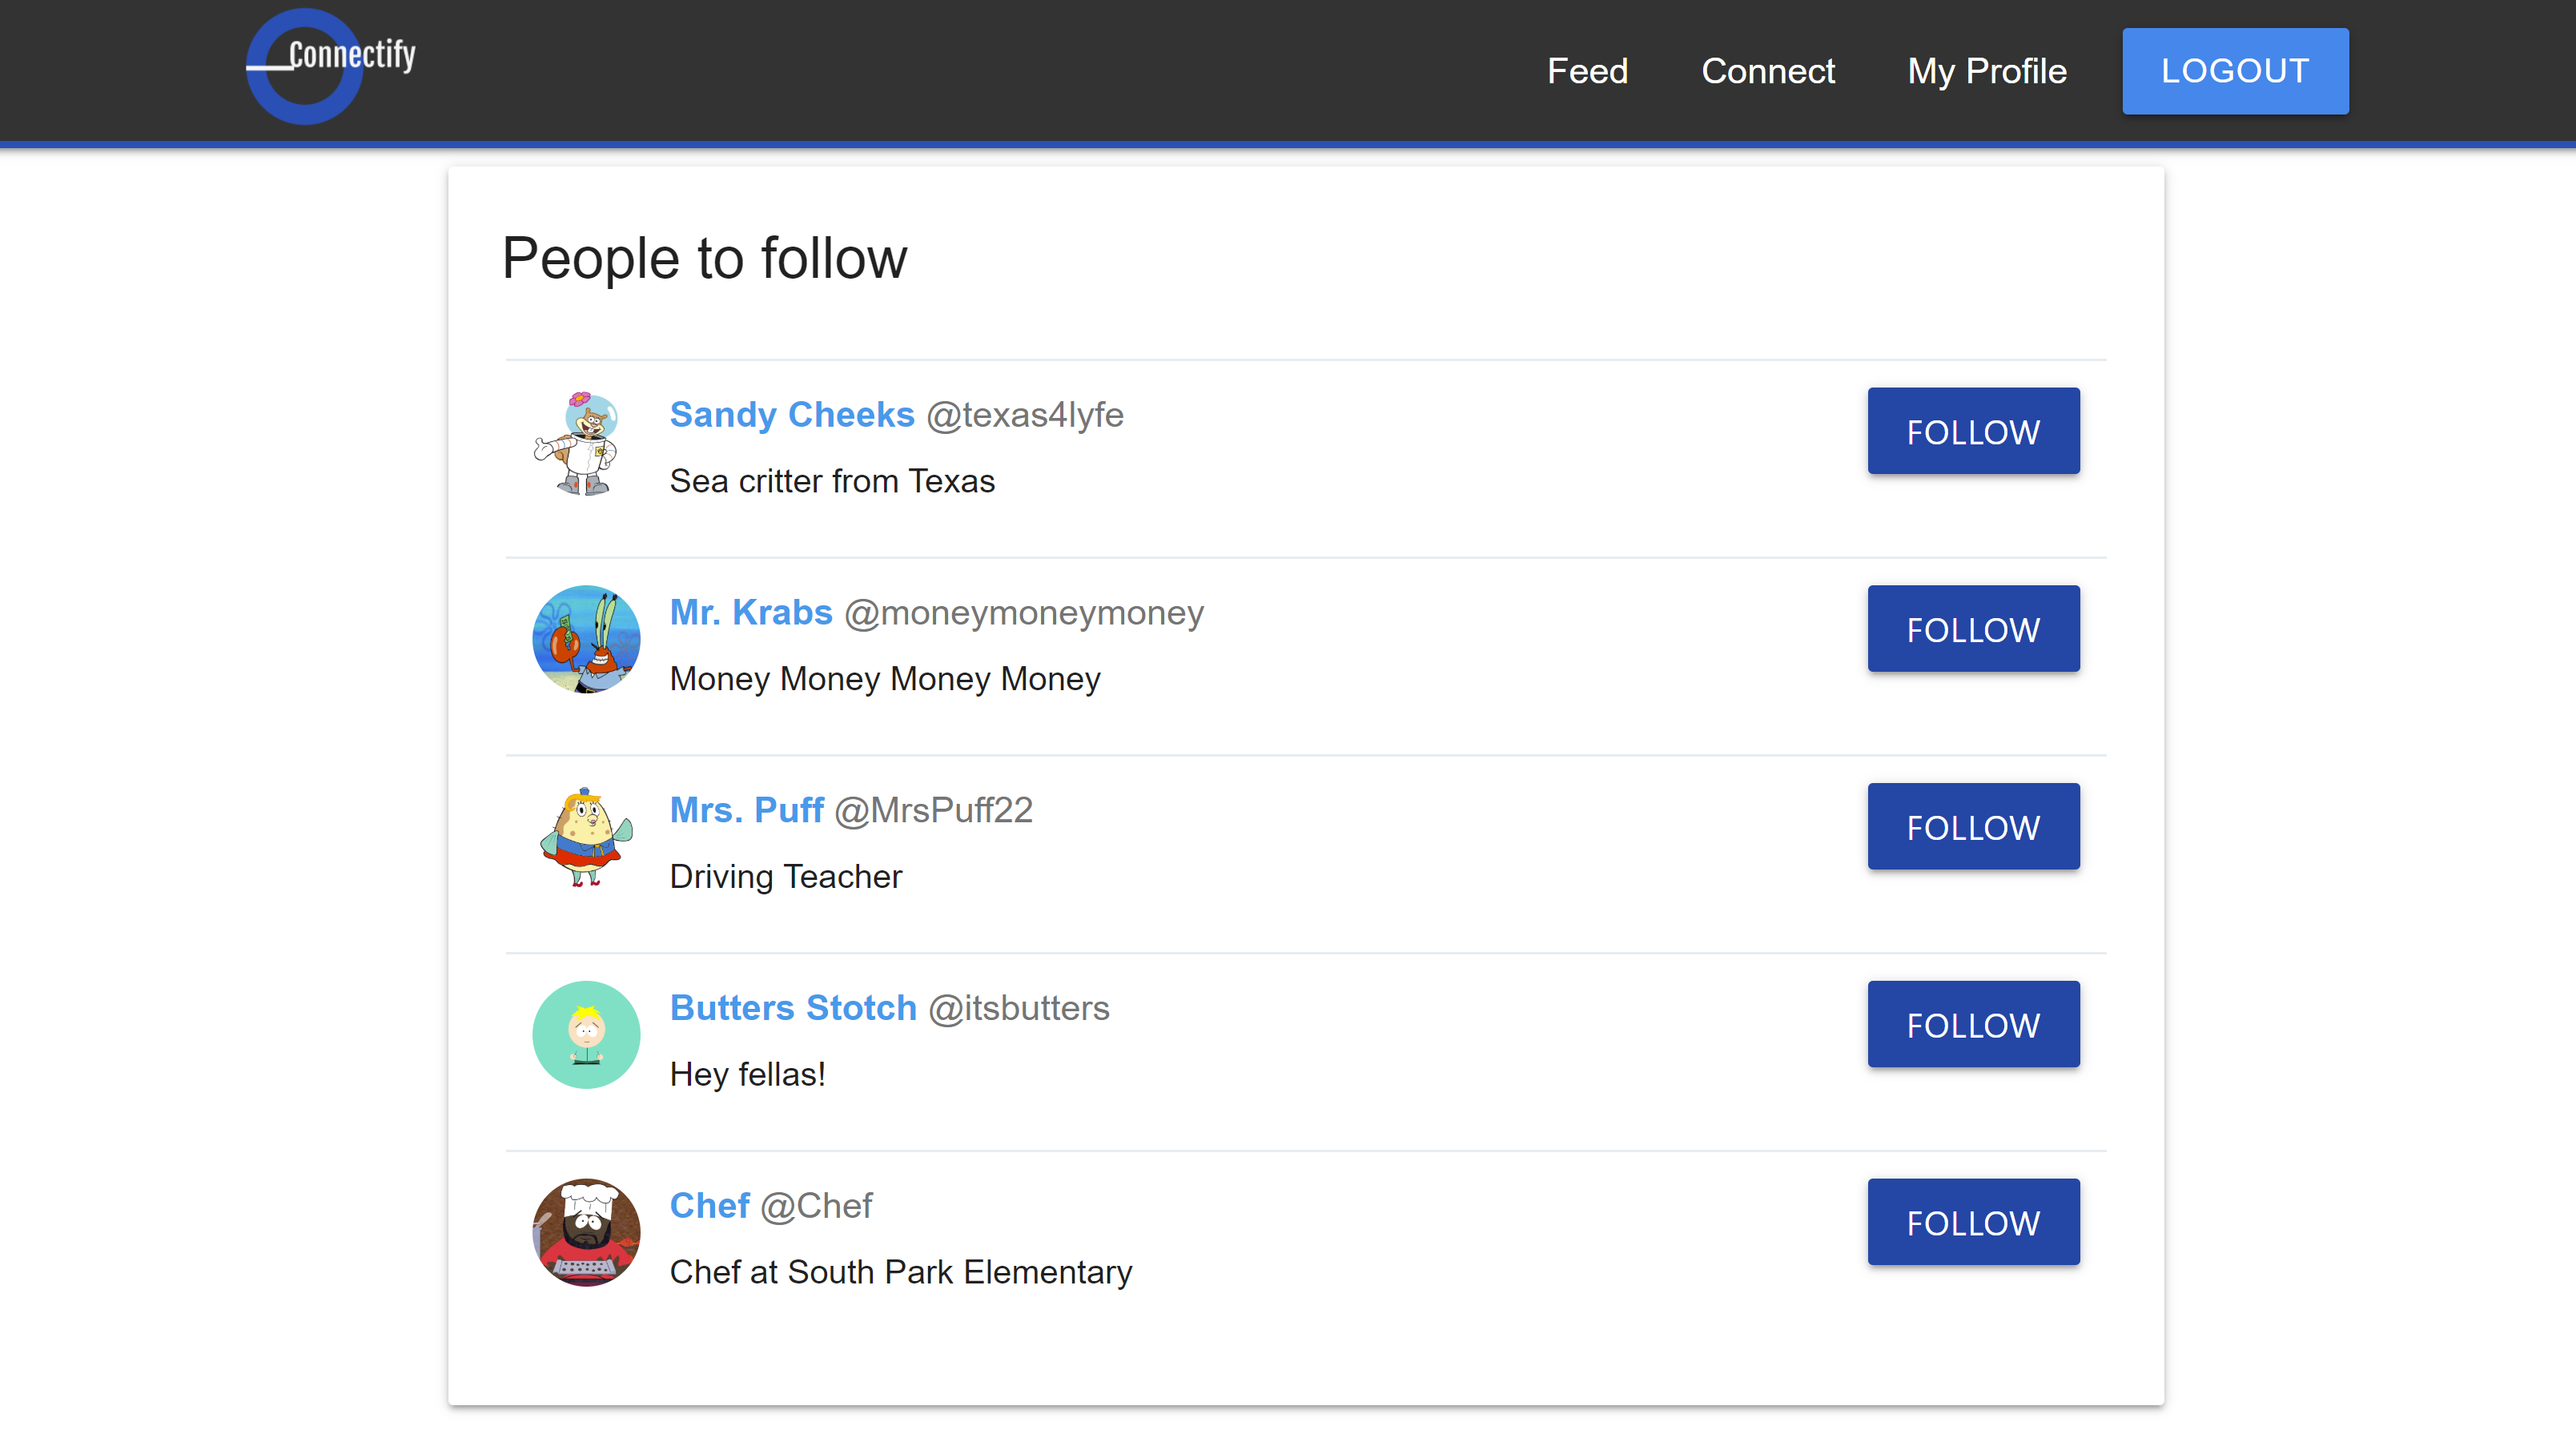 Connectify
Feed Connect My Profile LOGOUT
People to follow
Sandy Cheeks @texas4lyfe
FOLLOW
Sea critter from Texas
Mr. Krabs @moneymoneymoney
FOLLOW
Money Money Money Money
Mrs. Puff @MrsPuff22
FOLLOW
Driving Teacher
Butters Stotch @itsbutters
FOLLOW
Hey fellas!
Chef @Chef
FOLLOW
Chef at South Park Elementary